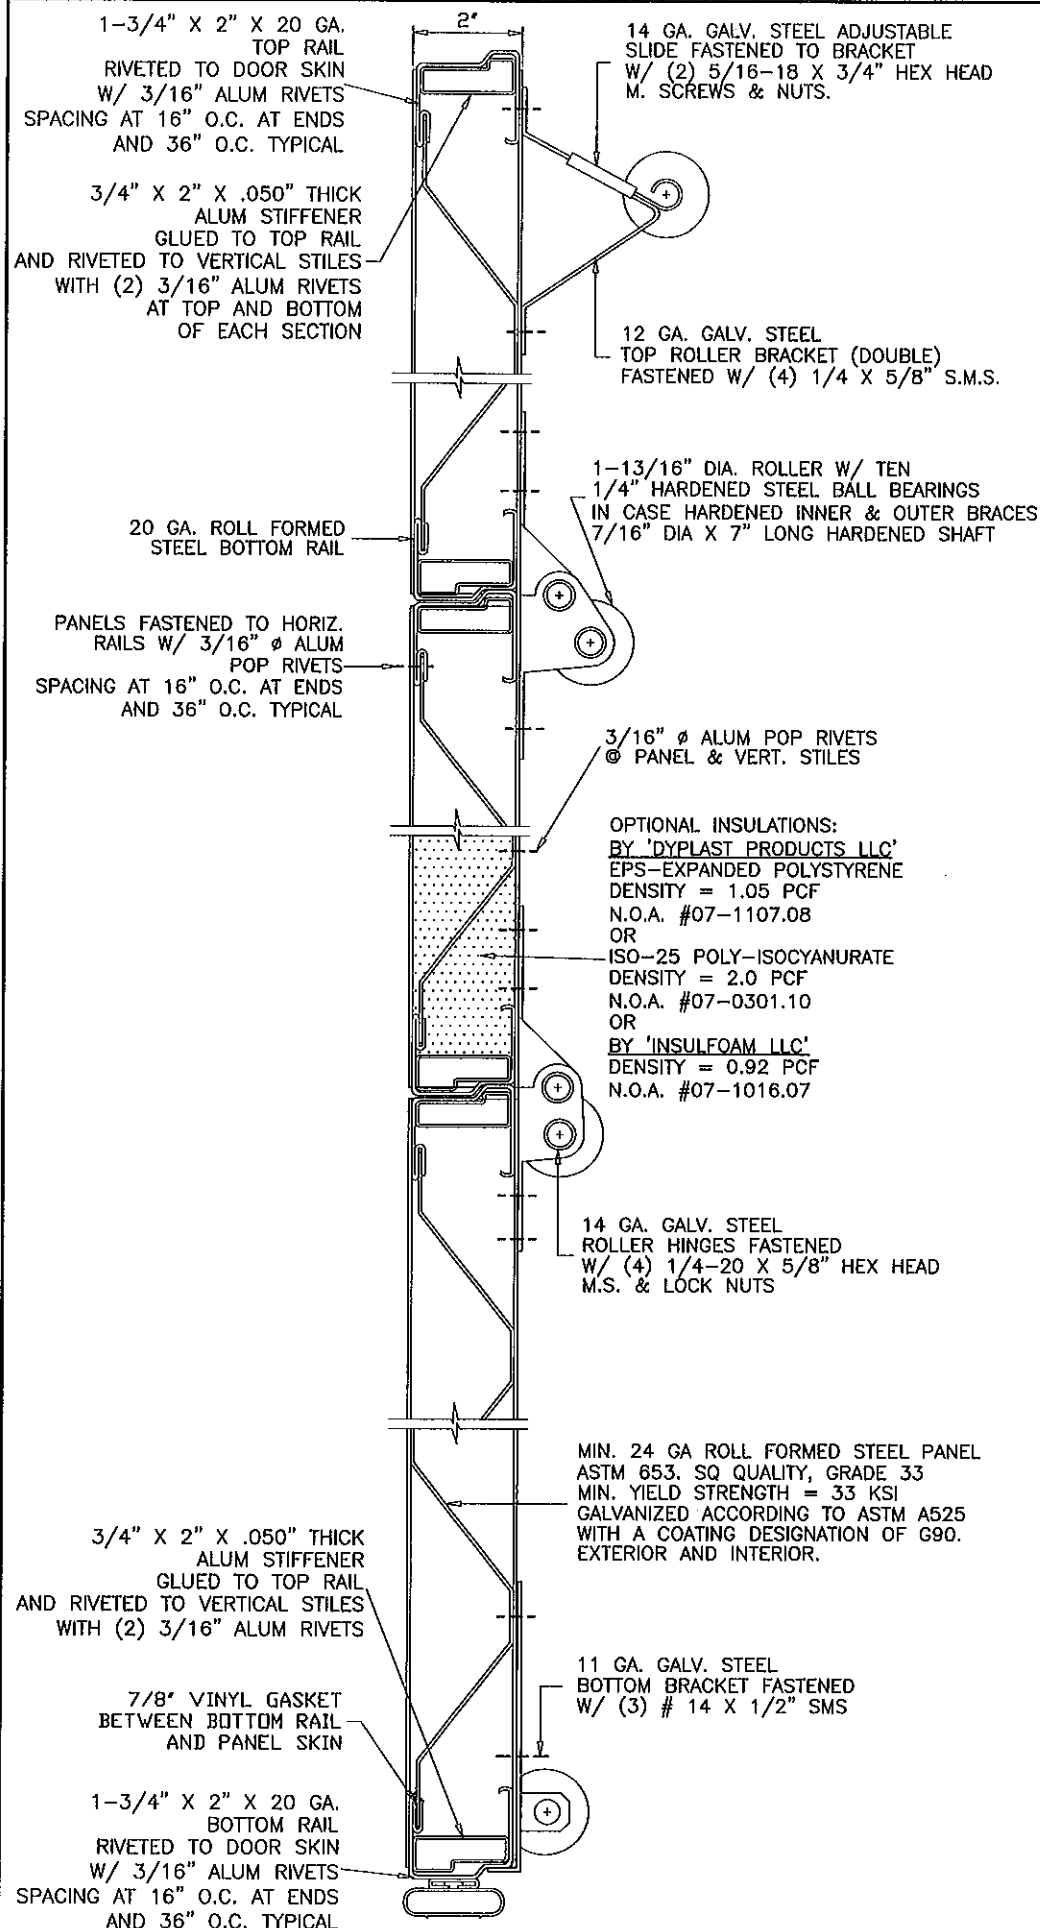 1-3/4" X 2" X 20 GA.
TOP RAIL
RIVETED TO DOOR SKIN
W/ 3/16" ALUM RIVETS
SPACING AT 16" O.C. AT ENDS
AND 36" O.C. TYPICAL
2"
14 GA. GALV. STEEL ADJUSTABLE
SLIDE FASTENED TO BRACKET
W/ (2) 5/16-18 X 3/4" HEX HEAD
M. SCREWS & NUTS.
3/4" X 2" X .050" THICK
ALUM STIFFENER
GLUED TO TOP RAIL
AND RIVETED TO VERTICAL STILES
WITH (2) 3/16" ALUM RIVETS
AT TOP AND BOTTOM
OF EACH SECTION
12 GA. GALV. STEEL
TOP ROLLER BRACKET (DOUBLE)
FASTENED W/ (4) 1/4 X 5/8" S.M.S.
1-13/16" DIA. ROLLER W/ TEN
1/4" HARDENED STEEL BALL BEARINGS
IN CASE HARDENED INNER & OUTER BRACES
7/16" DIA X 7" LONG HARDENED SHAFT
20 GA. ROLL FORMED
STEEL BOTTOM RAIL
PANELS FASTENED TO HORIZ.
RAILS W/ 3/16" ø ALUM
POP RIVETS
SPACING AT 16" O.C. AT ENDS
AND 36" O.C. TYPICAL
3/16" ø ALUM POP RIVETS
@ PANEL & VERT. STILES
OPTIONAL INSULATIONS:
BY 'DYPLAST PRODUCTS LLC'
EPS-EXPANDED POLYSTYRENE
DENSITY = 1.05 PCF
N.O.A. #07-1107.08
OR
ISO-25 POLY-ISOCYANURATE
DENSITY = 2.0 PCF
N.O.A. #07-0301.10
OR
BY 'INSULFOAM LLC'
DENSITY = 0.92 PCF
N.O.A. #07-1016.07
14 GA. GALV. STEEL
ROLLER HINGES FASTENED
W/ (4) 1/4-20 X 5/8" HEX HEAD
M.S. & LOCK NUTS
MIN. 24 GA ROLL FORMED STEEL PANEL
ASTM 653. SQ QUALITY, GRADE 33
MIN. YIELD STRENGTH = 33 KSI
GALVANIZED ACCORDING TO ASTM A525
WITH A COATING DESIGNATION OF G90.
EXTERIOR AND INTERIOR.
3/4" X 2" X .050" THICK
ALUM STIFFENER
GLUED TO TOP RAIL
AND RIVETED TO VERTICAL STILES
WITH (2) 3/16" ALUM RIVETS
11 GA. GALV. STEEL
BOTTOM BRACKET FASTENED
W/ (3) # 14 X 1/2" SMS
7/8" VINYL GASKET
BETWEEN BOTTOM RAIL
AND PANEL SKIN
1-3/4" X 2" X 20 GA.
BOTTOM RAIL
RIVETED TO DOOR SKIN
W/ 3/16" ALUM RIVETS
SPACING AT 16" O.C. AT ENDS
AND 36" O.C. TYPICAL